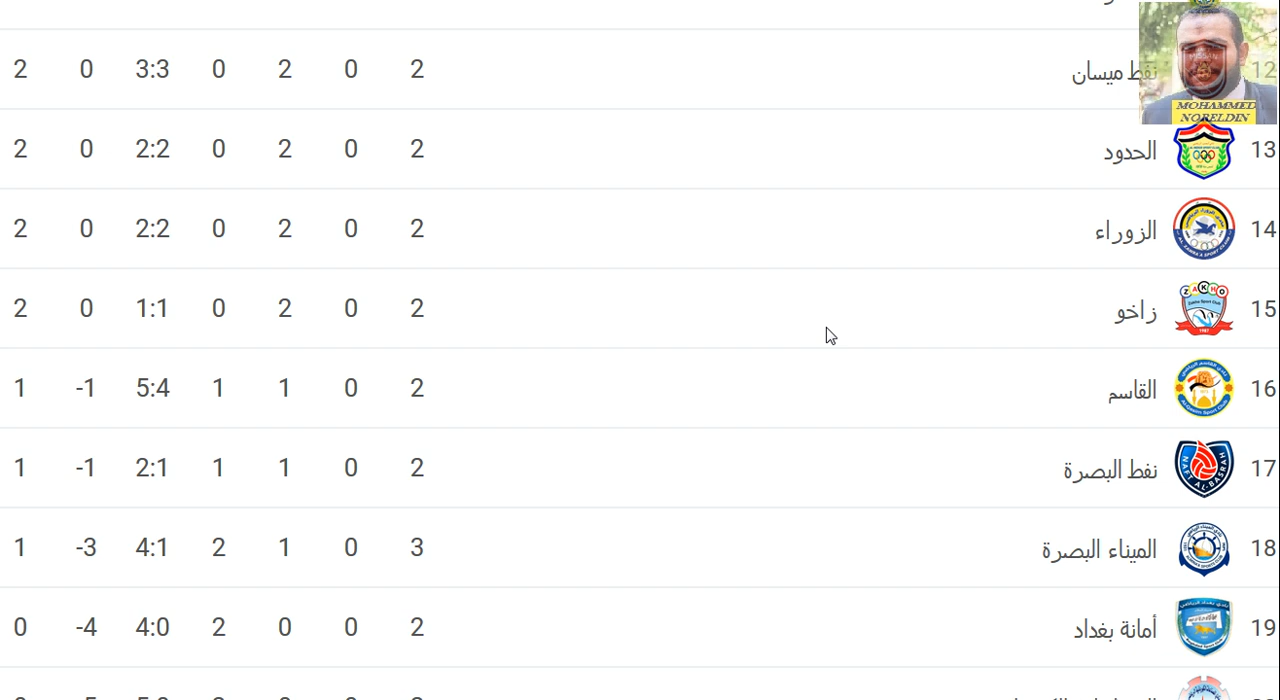 12 نفط ميسان 2 0 2 0 3:3 0 2
MOHAMMED
NORELDIN
13 الحدود 2 0 2 0 2:2 0 2
14 الزوراء 2 0 2 0 2:2 0 2
15 زاخو 2 0 2 0 1:1 0 2
ZAKHO
16 القاسم 2 0 1 1 5:4 -1 1
17 نفط البصرة 2 0 1 1 2:1 -1 1
NAFT AL-BASRAH
18 الميناء البصرة 3 0 1 2 4:1 -3 1
19 أمانة بغداد 2 0 0 2 4:0 -4 0